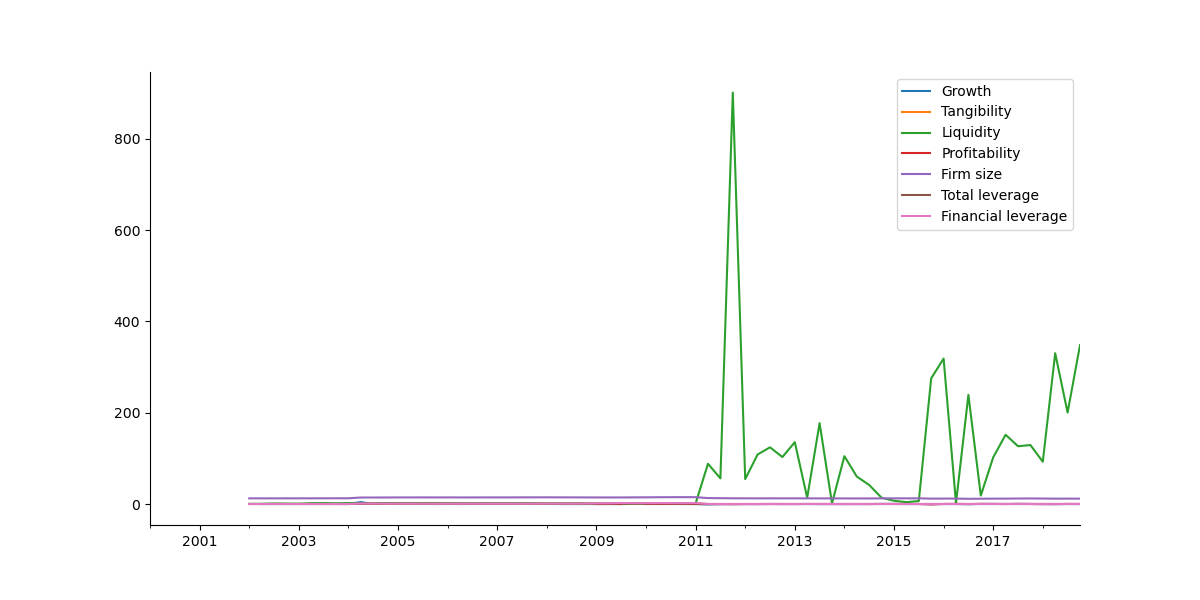 800
600
400
200
0
2001 2003 2005 2007 2009 2011 2013 2015 2017
Growth
Tangibility
Liquidity
Profitability
Firm size
Total leverage
Financial leverage